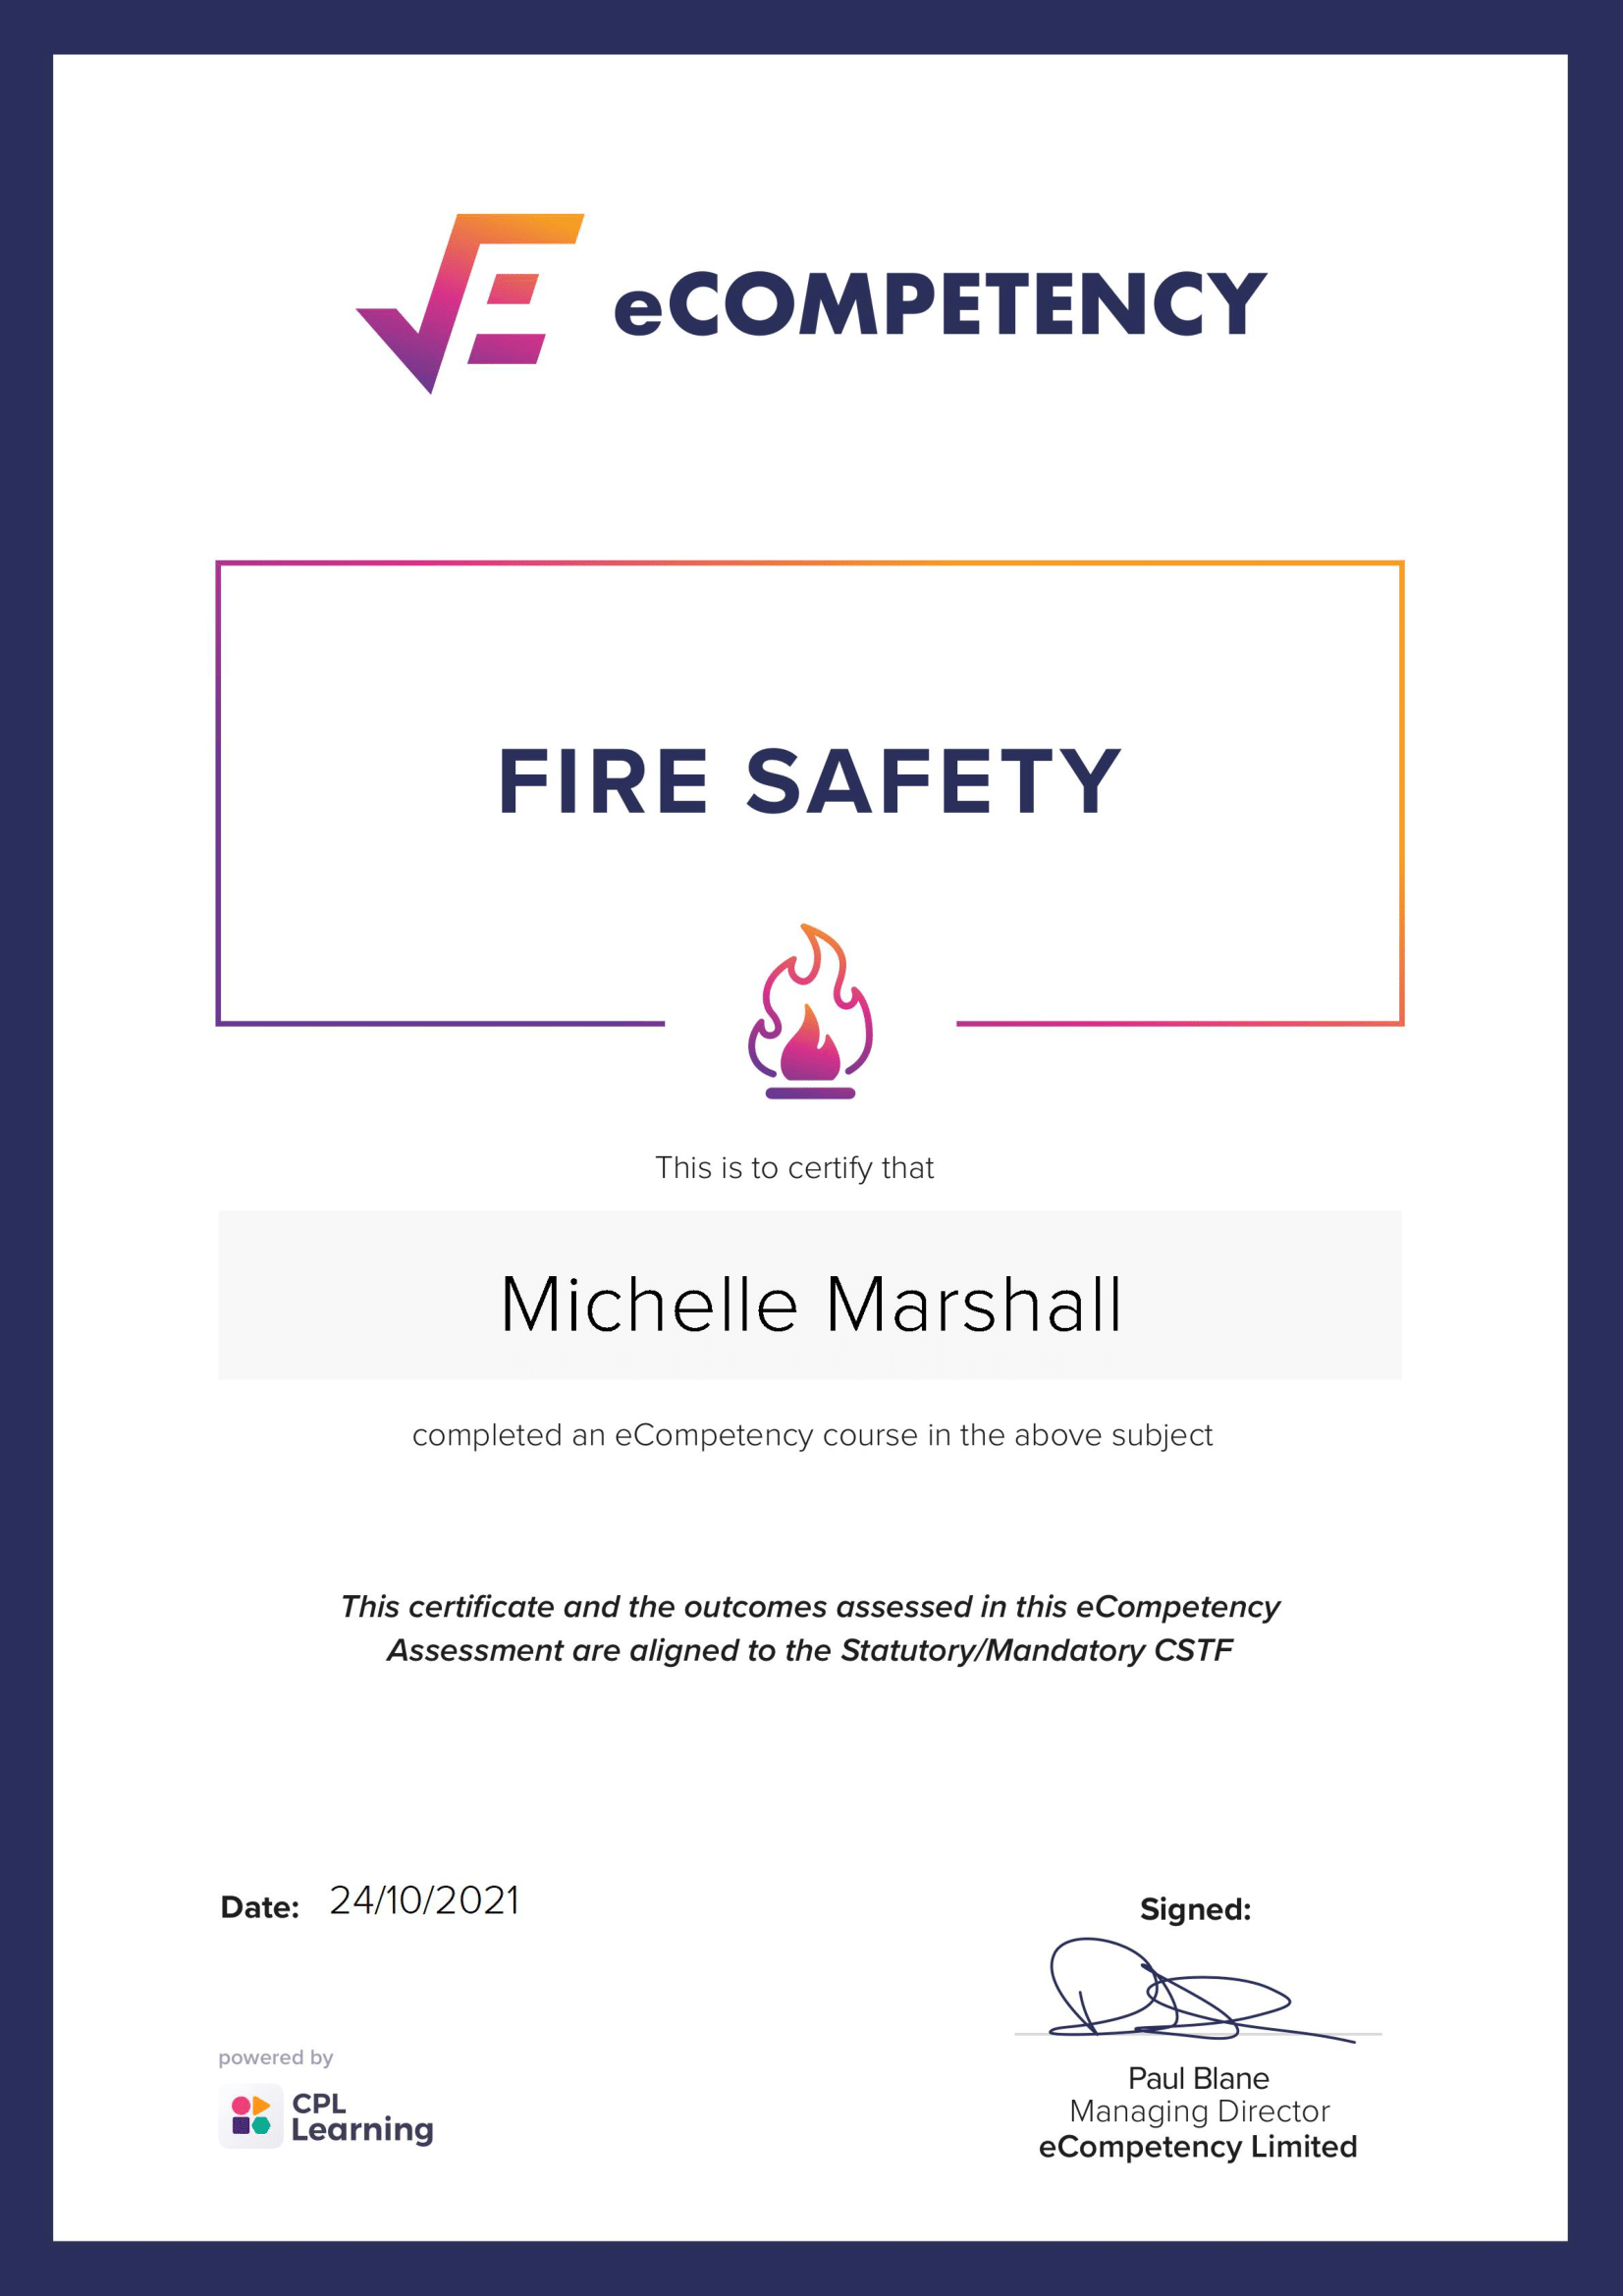 eCOMPETENCY
FIRE SAFETY
This is to certify that
Michelle Marshall
completed an eCompetency course in the above subject
This certificate and the outcomes assessed in this eCompetency
Assessment are aligned to the Statutory/Mandatory CSTF
Date: 24/10/2021
Signed:
powered by
CPL
Learning
Paul Blane
Managing Director
eCompetency Limited